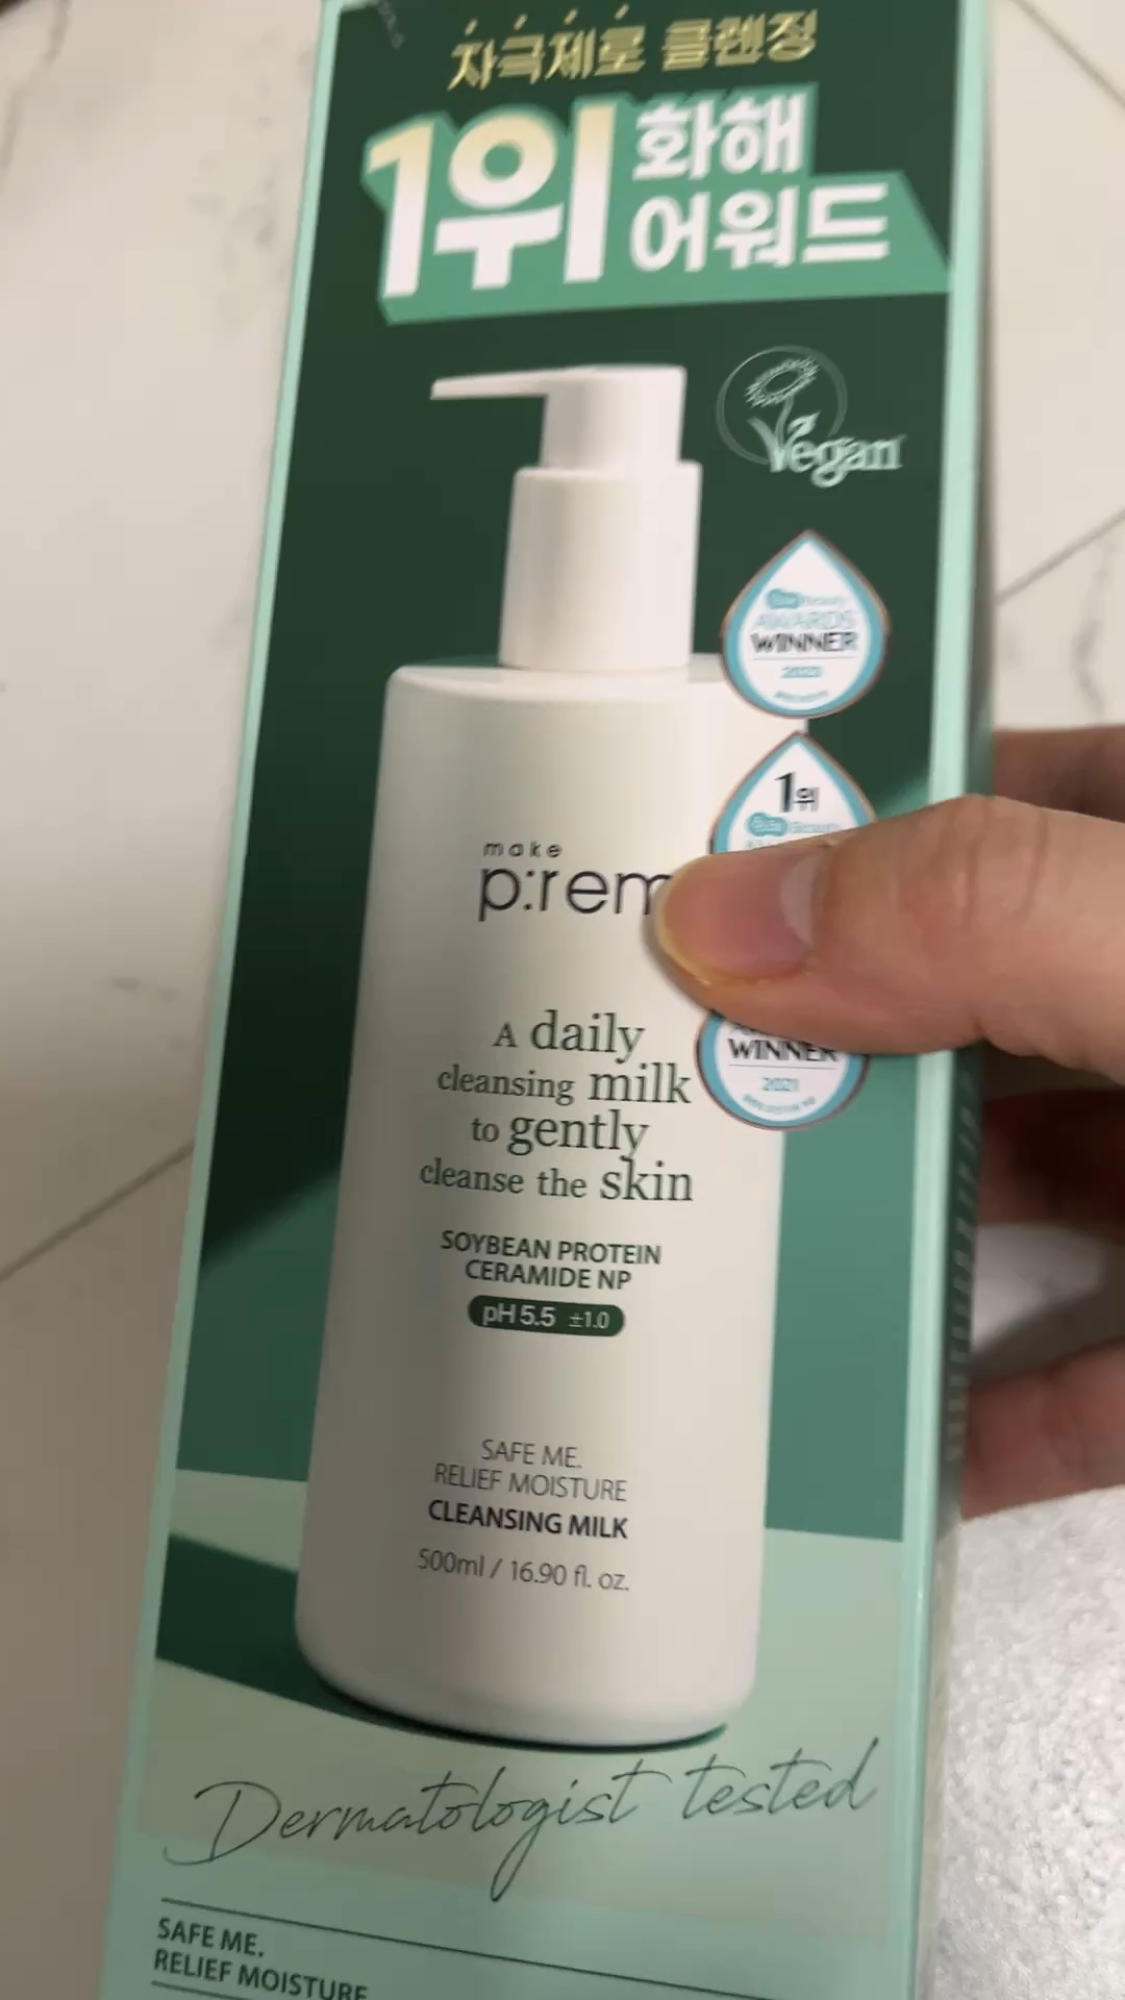 자극제로 클렌징
1위 화해
어워드
Vegan
AWARDS
WINNER
1위
make
p:rem
WINNER
2021
A daily
cleansing milk
to gently
cleanse the skin
SOYBEAN PROTEIN
CERAMIDE NP
pH 5.5 ±1.0
SAFE ME.
RELIEF MOISTURE
CLEANSING MILK
500ml / 16.90 fl. oz.
Dermatologist tested
SAFE ME.
RELIEF MOISTURE